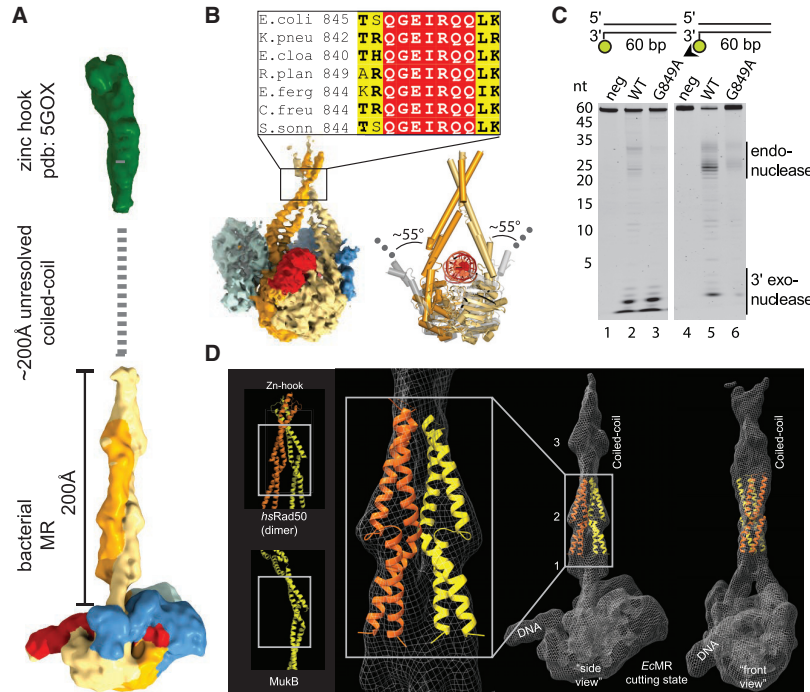 A
zinc hook
pdb: 5GOX
~200Å unresolved
coiled-coil
200Å
bacterial
MR
B
E.coli 845 TSQGEIRQQLK
K.pneu 842 TRQGEIRQQLK
E.cloa 840 THQGEIRQQLK
R.plan 849 ARQGEIRQQLK
E.ferg 844 KRQGEIRQQIK
C.freu 842 TRQGEIRQQLK
S.sonn 844 TSQGEIRQQLK
~55°
~55°
C
5'
3'
60 bp
5'
3'
60 bp
nt
neg
WT
G849A
neg
WT
G849A
60
45
35
25
20
15
10
5
endo-
nuclease
3' exo-
nuclease
1 2 3 4 5 6
D
Zn-hook
hsRad50
(dimer)
MukB
3
2
1
Coiled-coil
DNA
"side
view"
EcMR
cutting state
Coiled-coil
DNA
"front
view"